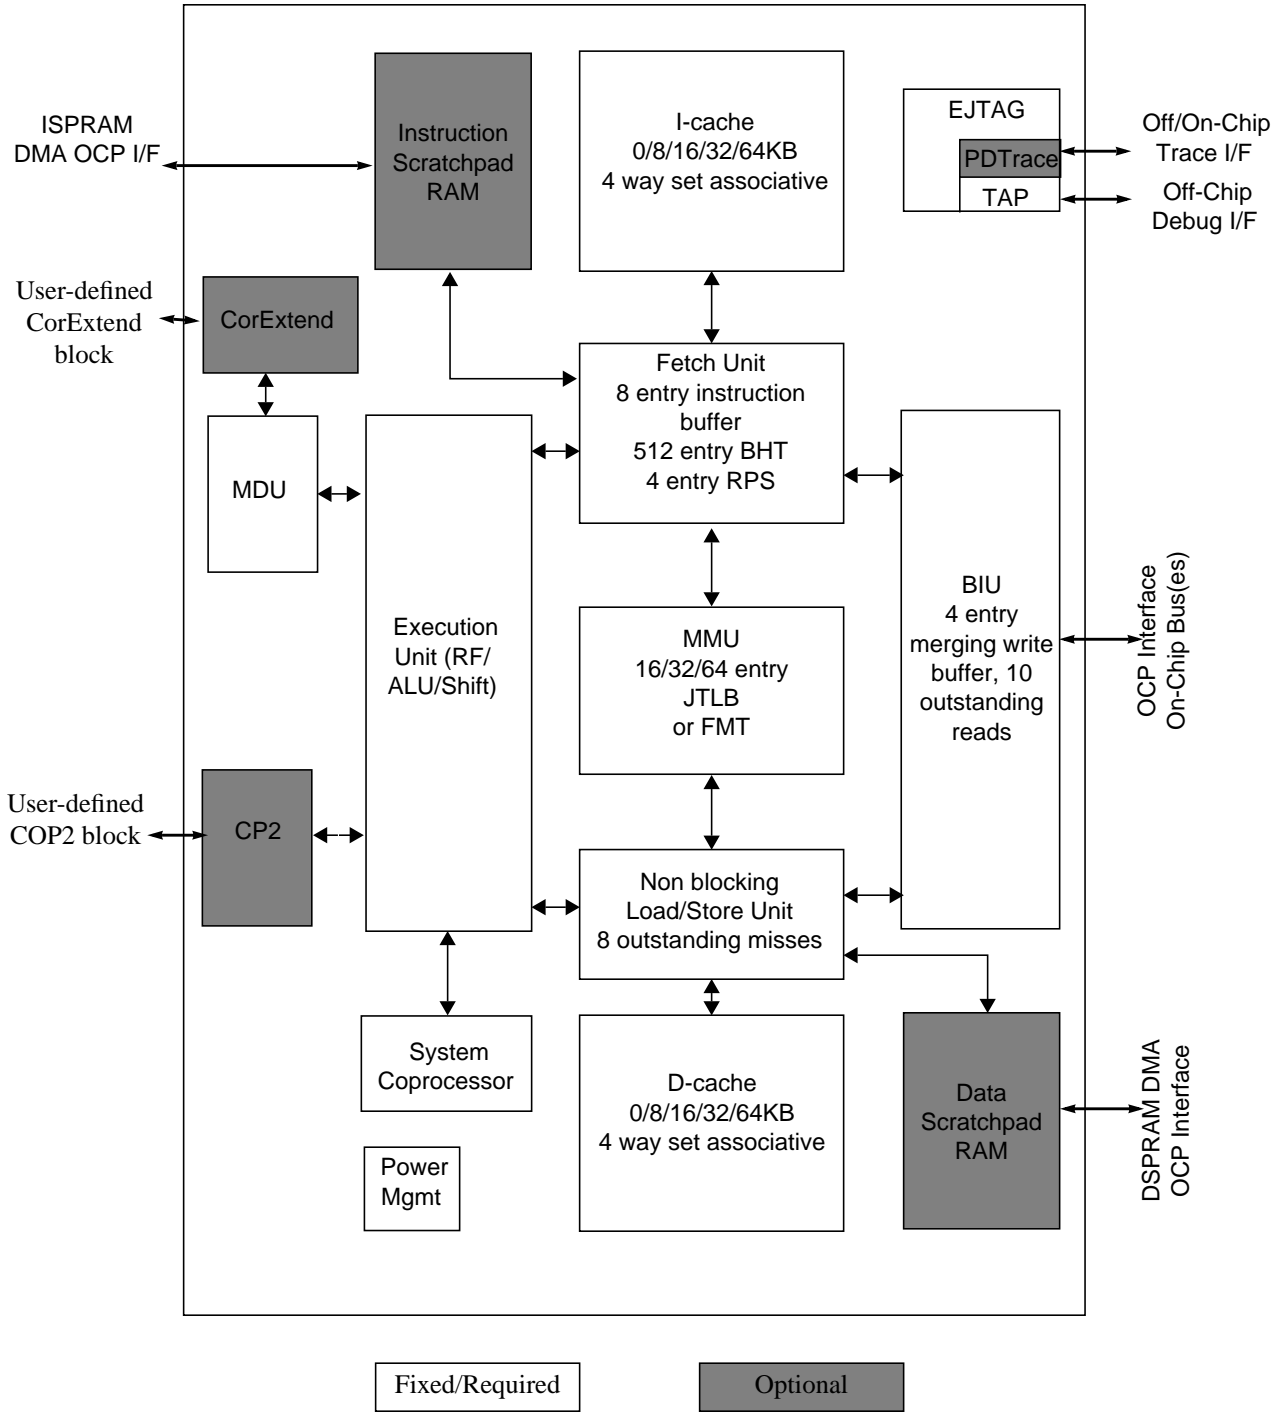 ISPRAM
DMA OCP I/F
Instruction
Scratchpad
RAM
I-cache
0/8/16/32/64KB
4 way set associative
EJTAG
PDTrace
TAP
Off/On-Chip
Trace I/F
Off-Chip
Debug I/F
User-defined
CorExtend
block
CorExtend
Fetch Unit
8 entry instruction
buffer
512 entry BHT
4 entry RPS
MDU
Execution
Unit (RF/
ALU/Shift)
MMU
16/32/64 entry
JTLB
or FMT
BIU
4 entry
merging write
buffer, 10
outstanding
reads
OCP Interface
On-Chip Bus(es)
User-defined
COP2 block
CP2
Non blocking
Load/Store Unit
8 outstanding misses
System
Coprocessor
D-cache
0/8/16/32/64KB
4 way set associative
Data
Scratchpad
RAM
DSPRAM DMA
OCP Interface
Power
Mgmt
Fixed/Required
Optional